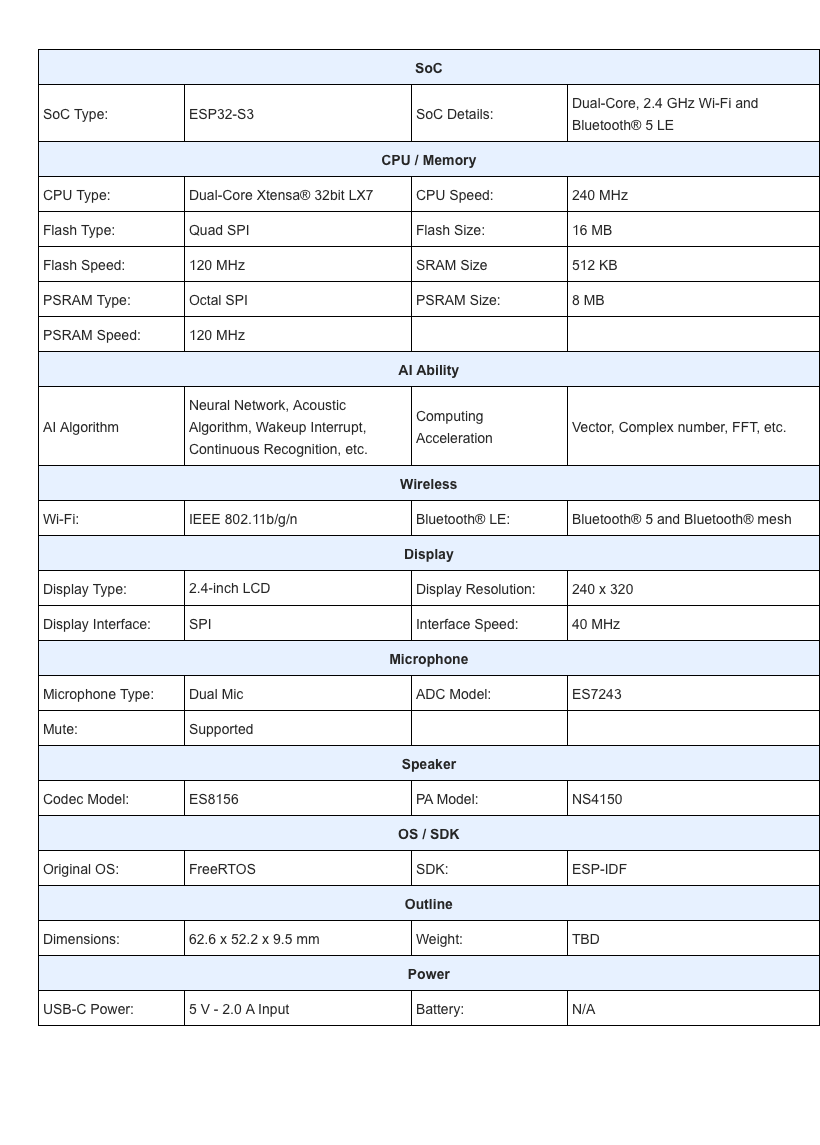 SoC
SoC Type: ESP32-S3 SoC Details: Dual-Core, 2.4 GHz Wi-Fi and
Bluetooth® 5 LE
CPU / Memory
CPU Type: Dual-Core Xtensa® 32bit LX7 CPU Speed: 240 MHz
Flash Type: Quad SPI Flash Size: 16 MB
Flash Speed: 120 MHz SRAM Size 512 KB
PSRAM Type: Octal SPI PSRAM Size: 8 MB
PSRAM Speed: 120 MHz
AI Ability
AI Algorithm
Neural Network, Acoustic
Algorithm, Wakeup Interrupt,
Continuous Recognition, etc.
Computing
Acceleration
Vector, Complex number, FFT, etc.
Wireless
Wi-Fi: IEEE 802.11b/g/n Bluetooth® LE: Bluetooth® 5 and Bluetooth® mesh
Display
Display Type: 2.4-inch LCD Display Resolution: 240 x 320
Display Interface: SPI Interface Speed: 40 MHz
Microphone
Microphone Type: Dual Mic ADC Model: ES7243
Mute: Supported
Speaker
Codec Model: ES8156 PA Model: NS4150
OS / SDK
Original OS: FreeRTOS SDK: ESP-IDF
Outline
Dimensions: 62.6 x 52.2 x 9.5 mm Weight: TBD
Power
USB-C Power: 5 V - 2.0 A Input Battery: N/A